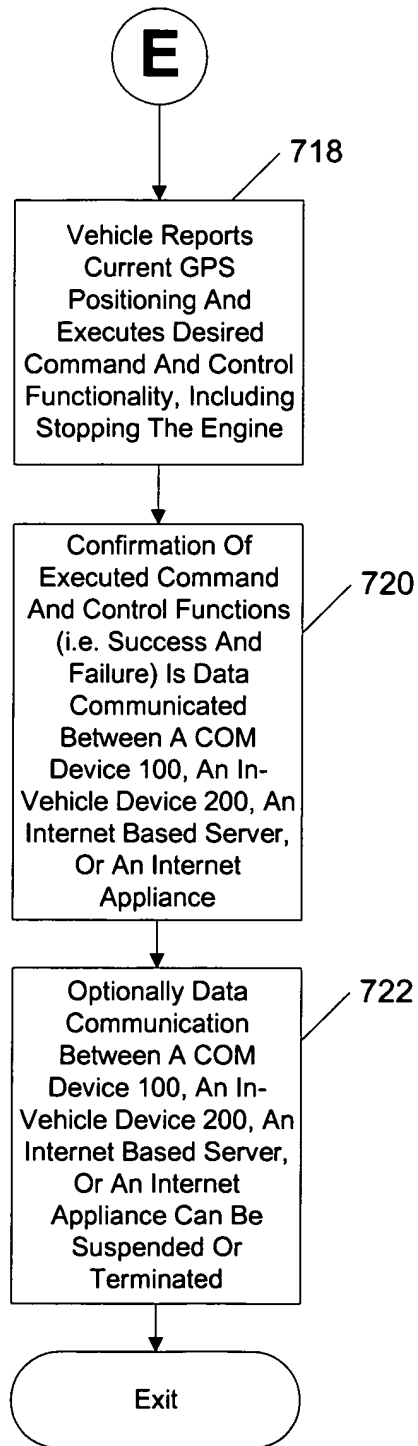 E
718
Vehicle Reports
Current GPS
Positioning And
Executes Desired
Command And Control
Functionality, Including
Stopping The Engine
Confirmation Of
Executed Command
And Control Functions
(i.e. Success And
Failure) Is Data
Communicated
Between A COM
Device 100, An In-
Vehicle Device 200, An
Internet Based Server,
Or An Internet
Appliance
720
Optionally Data
Communication
Between A COM
Device 100, An In-
Vehicle Device 200, An
Internet Based Server,
Or An Internet
Appliance Can Be
Suspended Or
Terminated
722
Exit